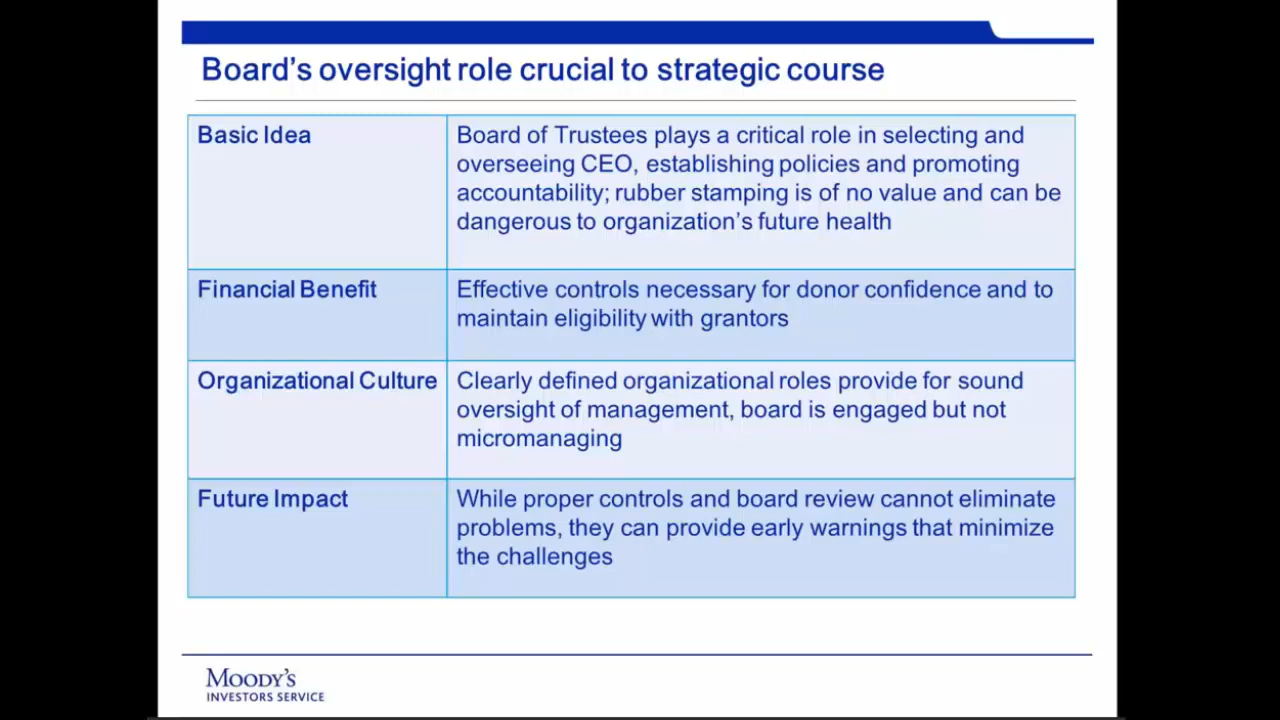 Board's oversight role crucial to strategic course
Basic Idea
Board of Trustees plays a critical role in selecting and
overseeing CEO, establishing policies and promoting
accountability; rubber stamping is of no value and can be
dangerous to organization's future health
Financial Benefit
Effective controls necessary for donor confidence and to
maintain eligibility with grantors
Organizational Culture
Clearly defined organizational roles provide for sound
oversight of management, board is engaged but not
micromanaging
Future Impact
While proper controls and board review cannot eliminate
problems, they can provide early warnings that minimize
the challenges
MOODY'S
INVESTORS SERVICE